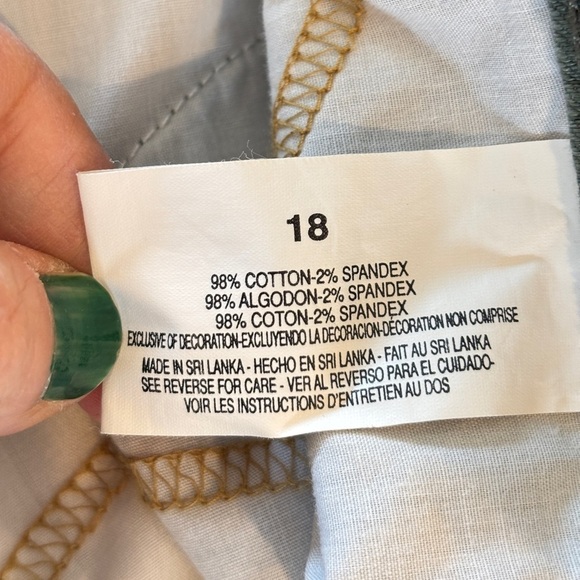 18
98% COTTON-2% SPANDEX
98% ALGODON-2% SPANDEX
98% COTON-2% SPANDEX
EXCLUSIVE OF DECORATION-EXCLUYENDO LA DECORACION-DÉCORATION NON COMPRISE
MADE IN SRI LANKA - HECHO EN SRI LANKA - FAIT AU SRI LANKA
SEE REVERSE FOR CARE - VER AL REVERSO PARA EL CUIDADO-
VOIR LES INSTRUCTIONS D'ENTRETIEN AU DOS